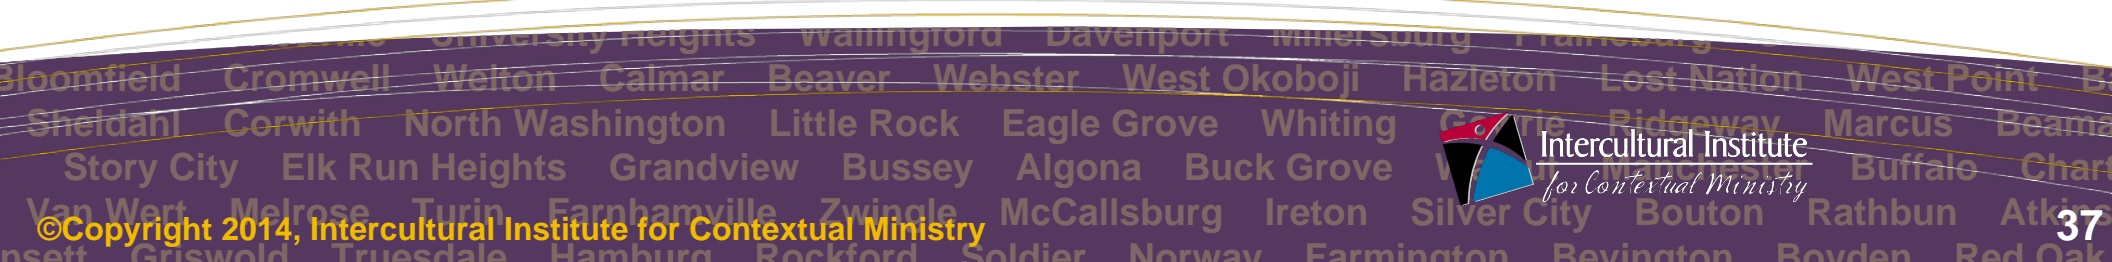 University Heights Wallingford Davenport Millersburg Prairieburg
Bloomfield Cromwell Welton Calmar Beaver Webster West Okoboji Hazleton Lost Nation West Point
Sheldahl Corwith North Washington Little Rock Eagle Grove Whiting Gowrie Ridgeway Marcus
Intercultural Institute
Story City Elk Run Heights Grandview Bussey Algona Buck Grove Manchester Buffalo
for Contextual Ministry
Van Wert Melrose Turin Farnhamville Zwingle McCallsburg Ireton Silver City Bouton Rathbun
©Copyright 2014, Intercultural Institute for Contextual Ministry
37
Griswold Truesdale Hamburg Rockford Soldier Norway Farmington Bevington Boyden Red Oak